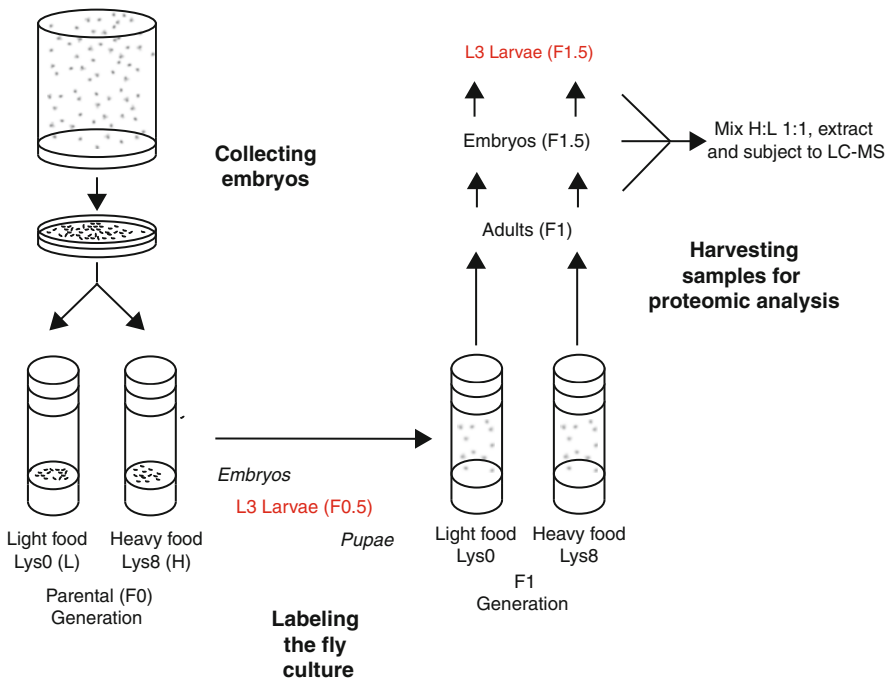 Collecting
embryos
Light food
Lys0 (L)
Heavy food
Lys8 (H)
Parental (F0)
Generation
Embryos
L3 Larvae (F0.5)
Pupae
Labeling
the fly
culture
Light food
Lys0
Heavy food
Lys8
F1
Generation
Adults (F1)
Embryos (F1.5)
L3 Larvae (F1.5)
Mix H:L 1:1, extract
and subject to LC-MS
Harvesting
samples for
proteomic analysis